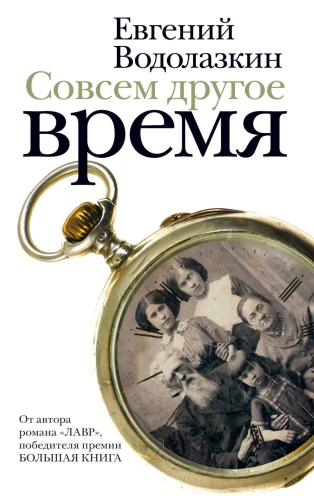 Евгений
Водолазкин
Совсем другое
время
От автора
романа «ЛАВР»,
победителя премии
БОЛЬШАЯ КНИГА